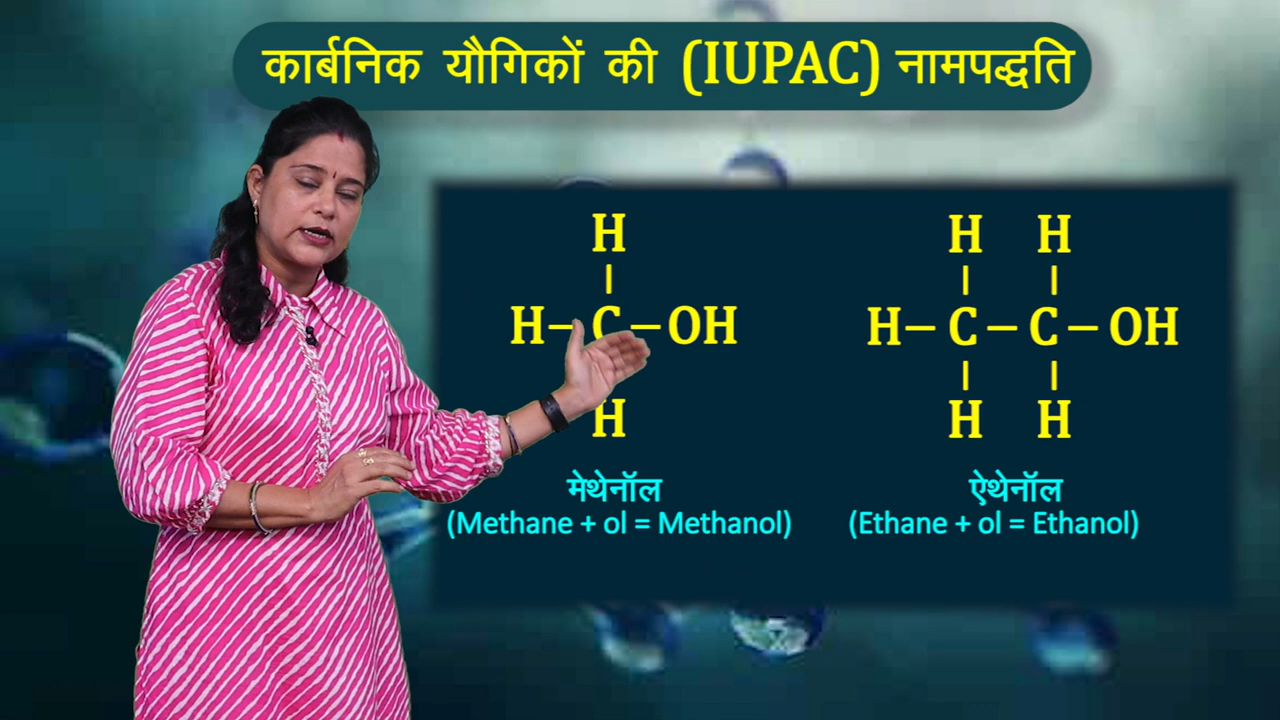 कार्बनिक यौगिकों की (IUPAC) नामपद्धति
H
H – C – OH
H
मेथेनॉल
(Methane + ol = Methanol)
H H
H – C – C – OH
H H
ऐथेनॉल
(Ethane + ol = Ethanol)